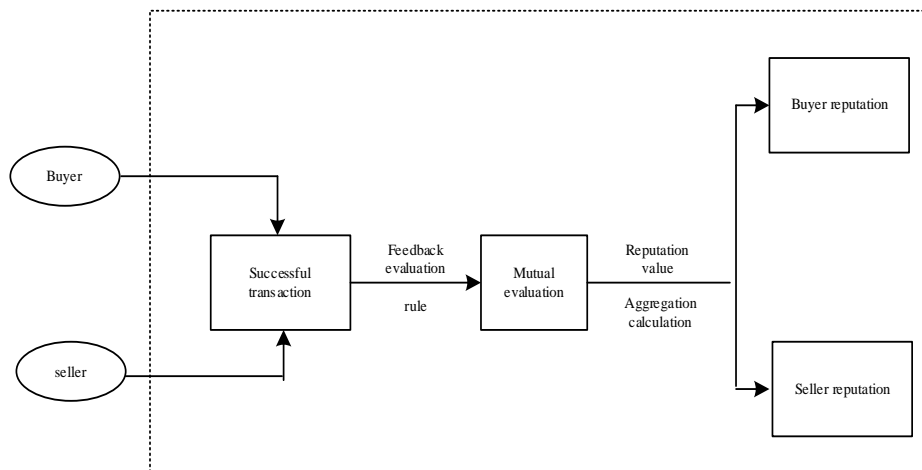 Buyer
seller
Successful
transaction
Feedback
evaluation
rule
Mutual
evaluation
Reputation
value
Aggregation
calculation
Buyer reputation
Seller reputation